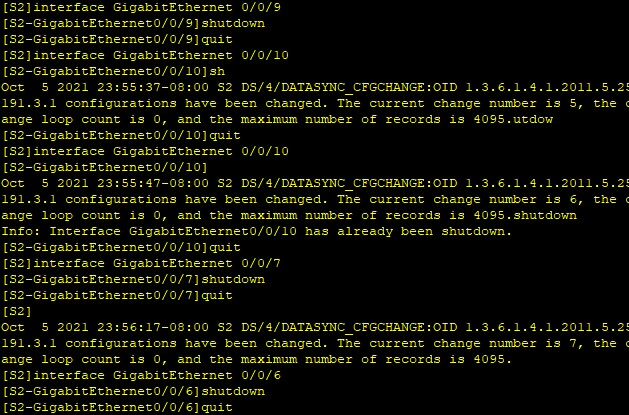 [S2]interface GigabitEthernet 0/0/9
[S2-GigabitEthernet0/0/9]shutdown
[S2-GigabitEthernet0/0/9]quit
[S2]interface GigabitEthernet 0/0/10
[S2-GigabitEthernet0/0/10]sh
Oct  5 2021 23:55:37-08:00 S2 DS/4/DATASYNC_CFGCHANGE:OID 1.3.6.1.4.1.2011.5.25
191.3.1 configurations have been changed. The current change number is 5, the c
ange loop count is 0, and the maximum number of records is 4095.utdow
[S2-GigabitEthernet0/0/10]quit
[S2]interface GigabitEthernet 0/0/10
[S2-GigabitEthernet0/0/10]
Oct  5 2021 23:55:47-08:00 S2 DS/4/DATASYNC_CFGCHANGE:OID 1.3.6.1.4.1.2011.5.25
191.3.1 configurations have been changed. The current change number is 6, the c
ange loop count is 0, and the maximum number of records is 4095.shutdown
Info: Interface GigabitEthernet0/0/10 has already been shutdown.
[S2-GigabitEthernet0/0/10]quit
[S2]interface GigabitEthernet 0/0/7
[S2-GigabitEthernet0/0/7]shutdown
[S2-GigabitEthernet0/0/7]quit
[S2]
Oct  5 2021 23:56:17-08:00 S2 DS/4/DATASYNC_CFGCHANGE:OID 1.3.6.1.4.1.2011.5.25
191.3.1 configurations have been changed. The current change number is 7, the c
ange loop count is 0, and the maximum number of records is 4095.
[S2]interface GigabitEthernet 0/0/6
[S2-GigabitEthernet0/0/6]shutdown
[S2-GigabitEthernet0/0/6]quit